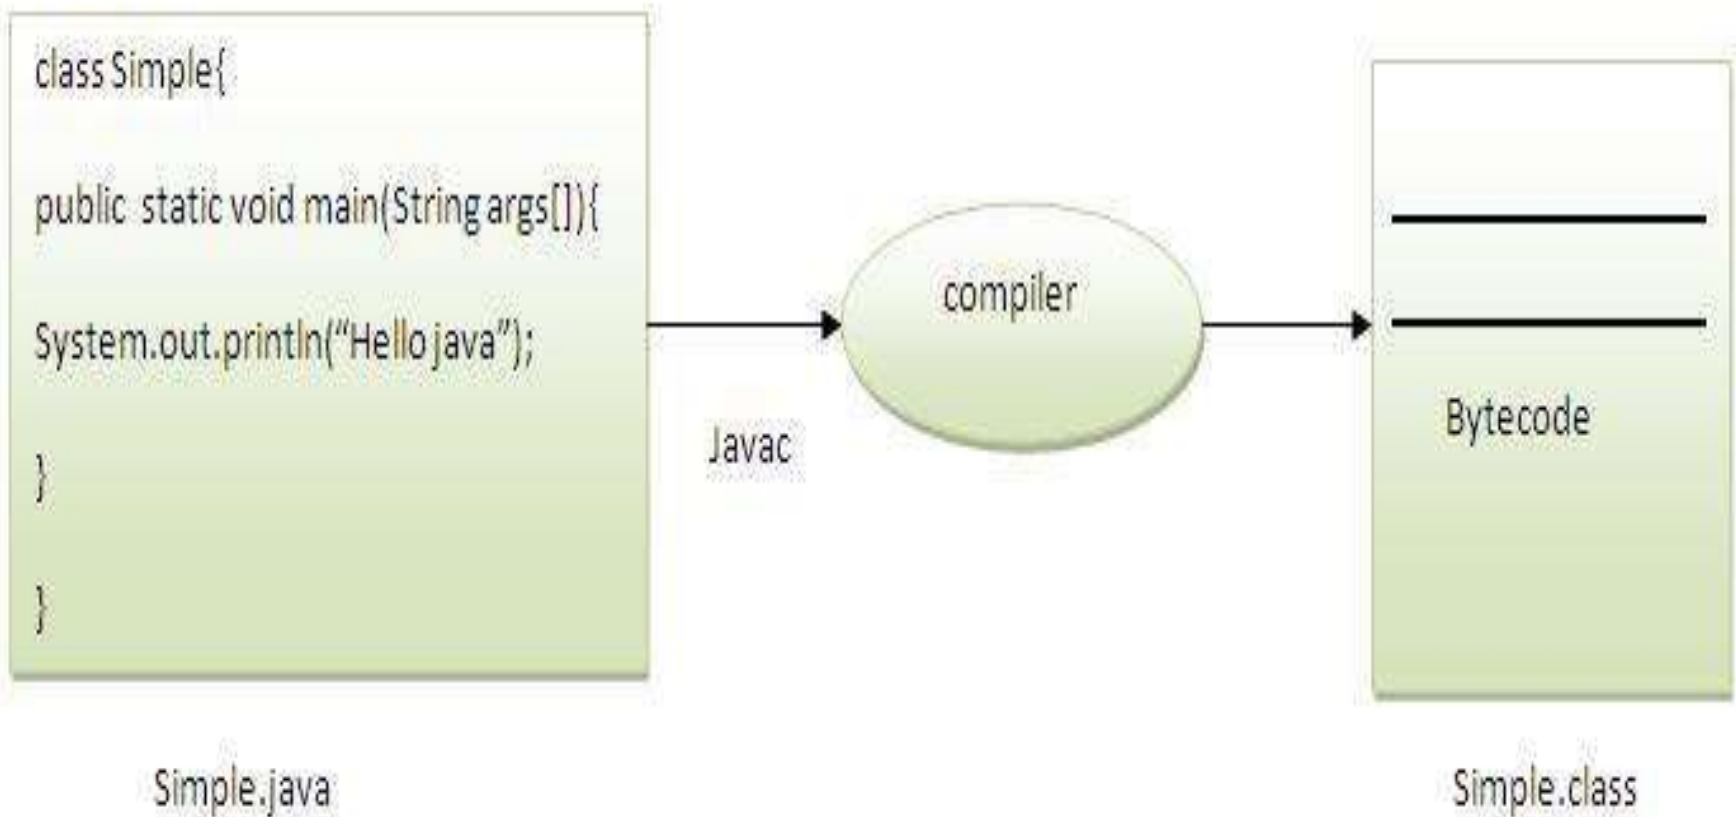 class Simple{
public static void main(String args[]){
System.out.println(“Hello java”);
}
}
Simple.java
Javac
compiler
Bytecode
Simple.class